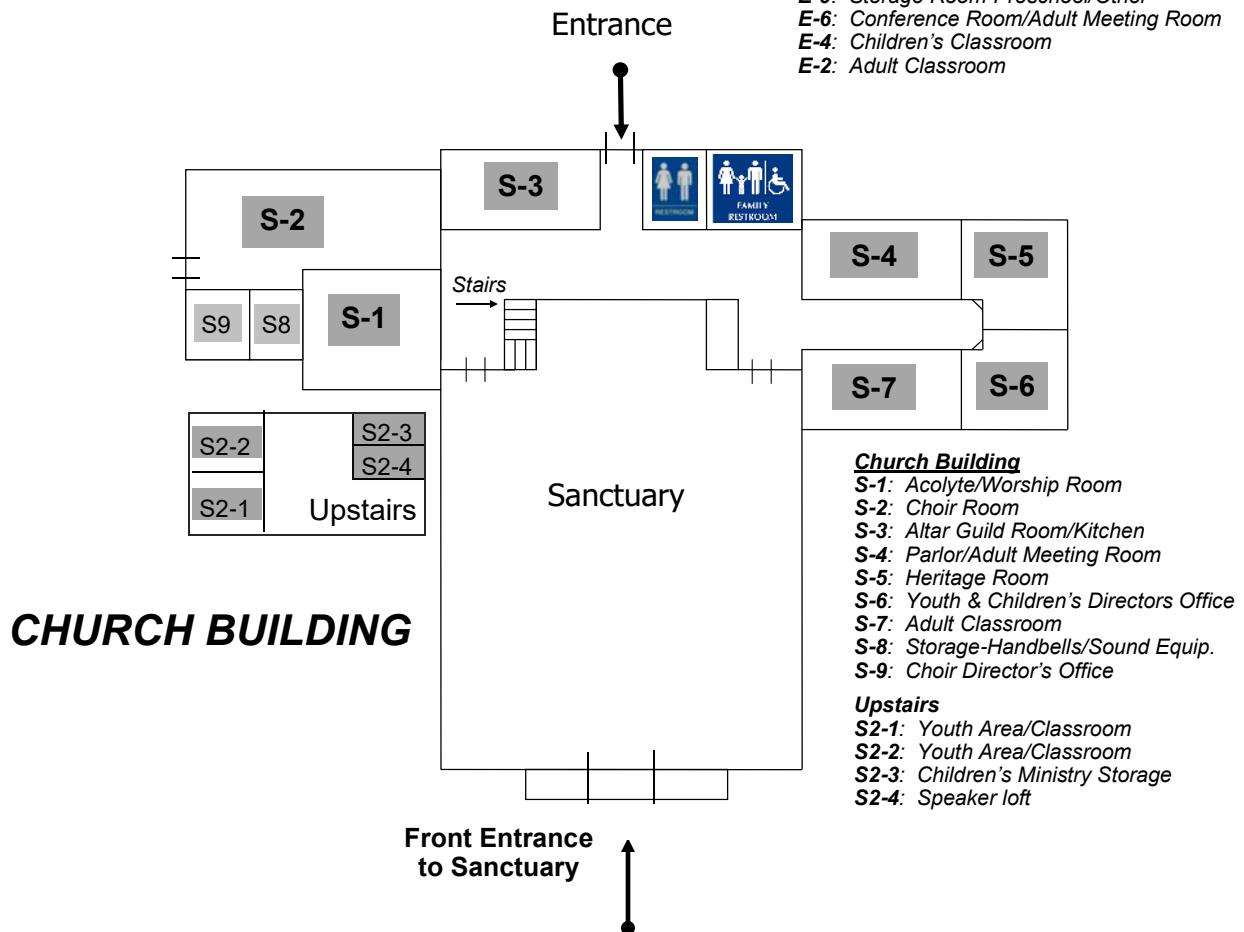 E-6: Conference Room/Adult Meeting Room
E-4: Children's Classroom
E-2: Adult Classroom
Entrance
S-3
RESTROOM
FAMILY
RESTROOM
S-2
S-4
S-5
Stairs
S9
S8
S-1
S-7
S-6
S2-2
S2-3
S2-4
S2-1
Upstairs
Sanctuary
CHURCH BUILDING
Church Building
S-1: Acolyte/Worship Room
S-2: Choir Room
S-3: Altar Guild Room/Kitchen
S-4: Parlor/Adult Meeting Room
S-5: Heritage Room
S-6: Youth & Children's Directors Office
S-7: Adult Classroom
S-8: Storage-Handbells/Sound Equip.
S-9: Choir Director's Office
Upstairs
S2-1: Youth Area/Classroom
S2-2: Youth Area/Classroom
S2-3: Children's Ministry Storage
S2-4: Speaker loft
Front Entrance
to Sanctuary